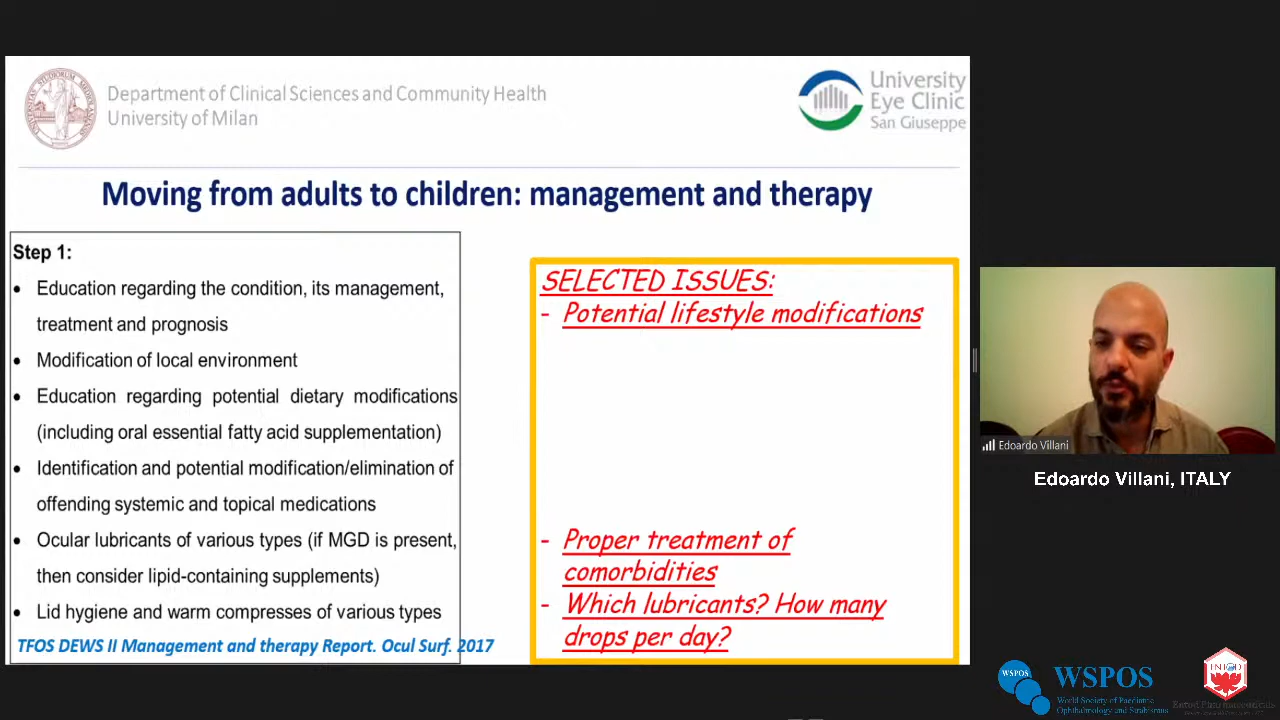 Department of Clinical Sciences and Community Health
University of Milan
University
Eye Clinic
San Giuseppe
Moving from adults to children: management and therapy
Step 1:
• Education regarding the condition, its management,
treatment and prognosis
• Modification of local environment
• Education regarding potential dietary modifications
(including oral essential fatty acid supplementation)
• Identification and potential modification/elimination of
offending systemic and topical medications
• Ocular lubricants of various types (if MGD is present,
then consider lipid-containing supplements)
• Lid hygiene and warm compresses of various types
TFOS DEWS II Management and therapy Report. Ocul Surf. 2017
SELECTED ISSUES:
- Potential lifestyle modifications
- Proper treatment of
comorbidities
- Which lubricants? How many
drops per day?
Edoardo Villani
Edoardo Villani, ITALY
WSPOS
WSPOS
World Society of Paediatric
Ophthalmology and Strabismus